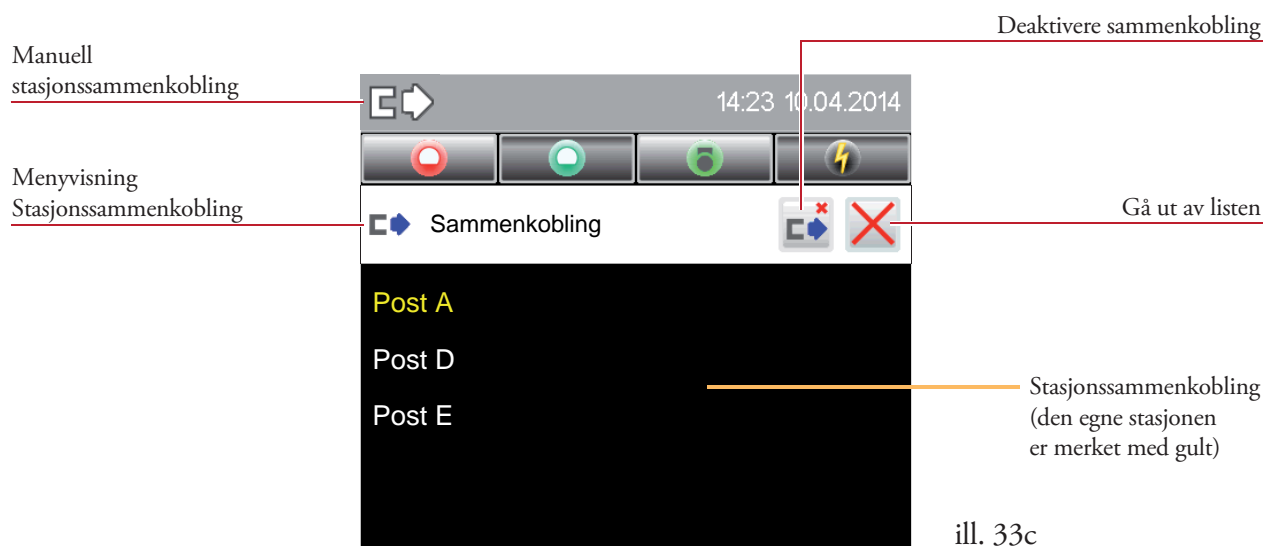 Deaktivere sammenkobling
Manuell
stasjonssammenkobling
14:23 10.04.2014
Menyvisning
Stasjonssammenkobling
Sammenkobling
Gå ut av listen
Post A
Post D
Post E
Stasjonssammenkobling
(den egne stasjonen
er merket med gult)
ill. 33c